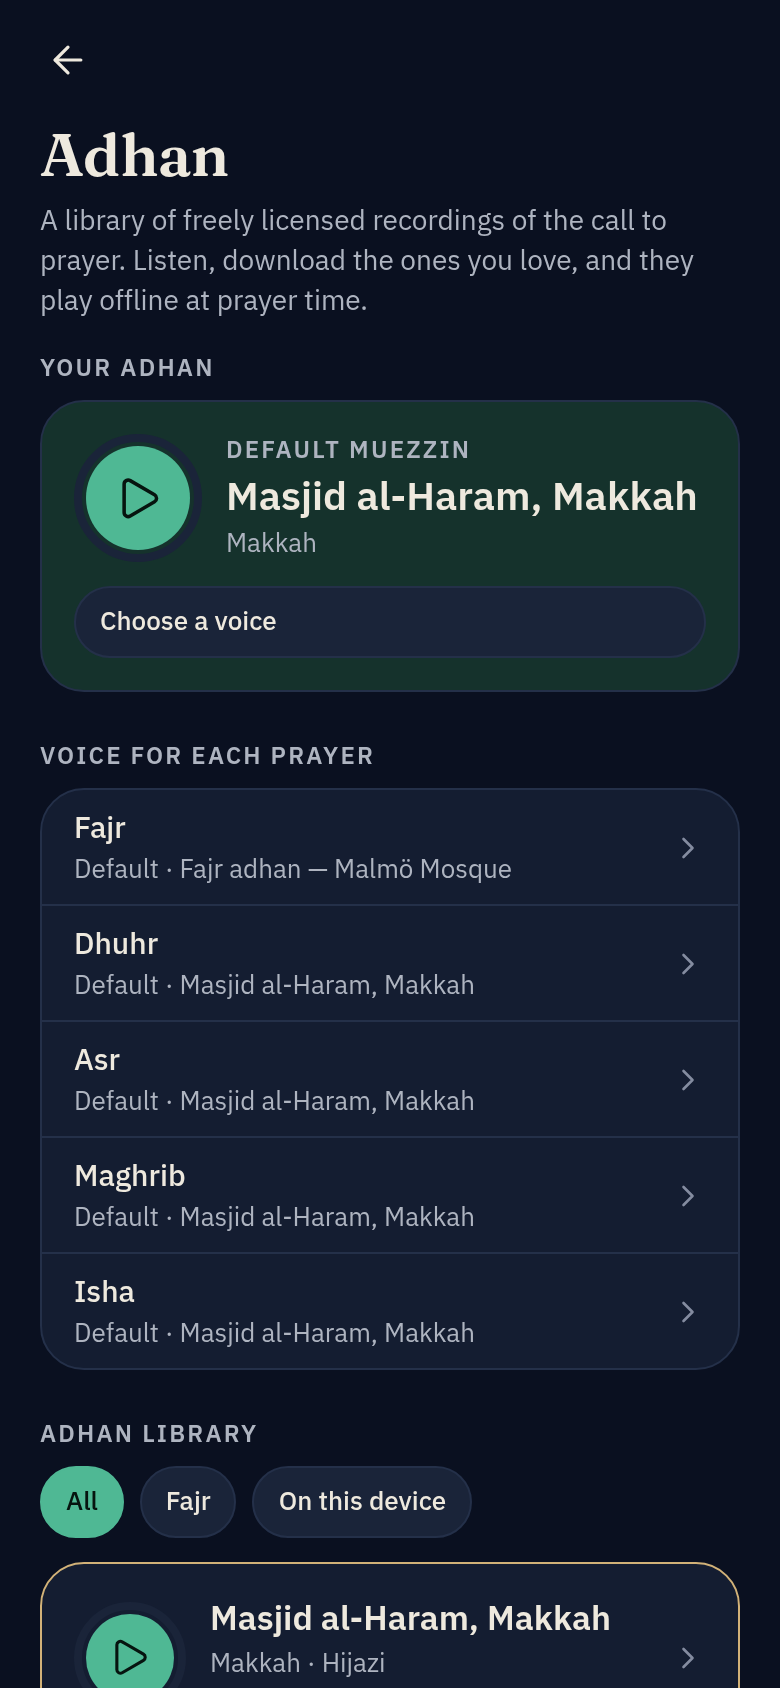 Adhan
A library of freely licensed recordings of the call to
prayer. Listen, download the ones you love, and they
play offline at prayer time.
YOUR ADHAN
DEFAULT MUEZZIN
Masjid al-Haram, Makkah
Makkah
Choose a voice
VOICE FOR EACH PRAYER
Fajr
Default · Fajr adhan — Malmö Mosque
Dhuhr
Default · Masjid al-Haram, Makkah
Asr
Default · Masjid al-Haram, Makkah
Maghrib
Default · Masjid al-Haram, Makkah
Isha
Default · Masjid al-Haram, Makkah
ADHAN LIBRARY
All
Fajr
On this device
Masjid al-Haram, Makkah
Makkah · Hijazi